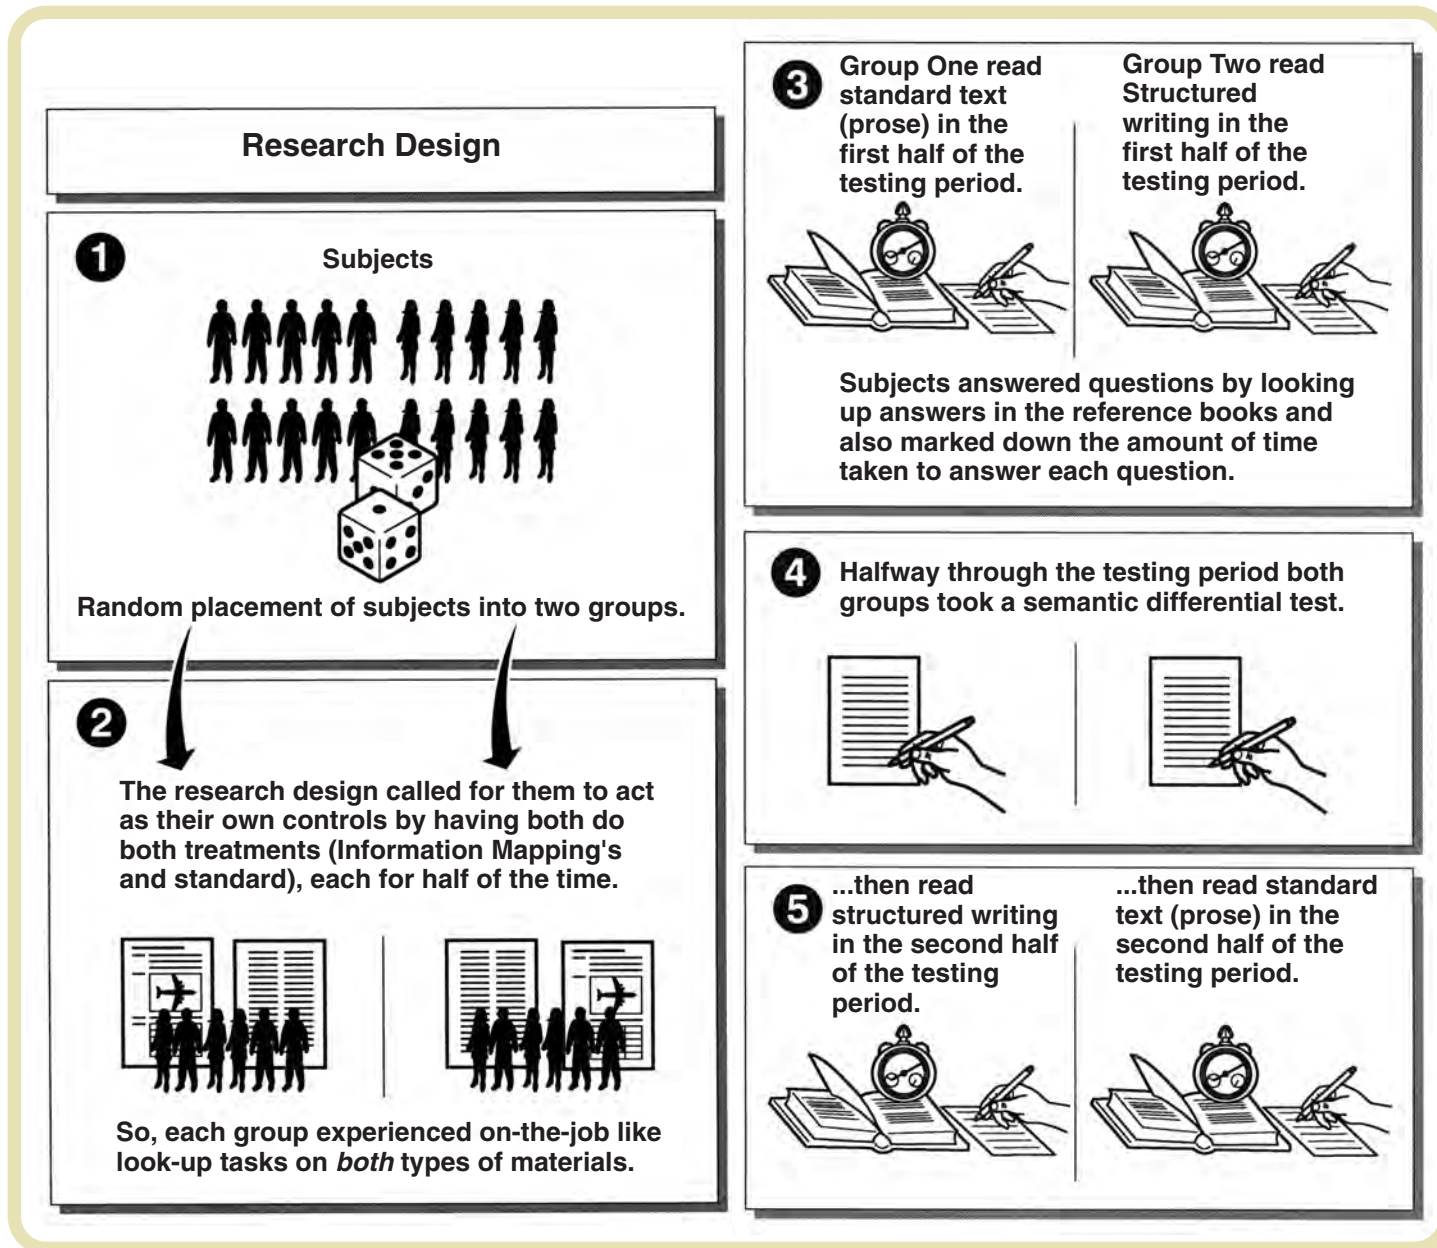 Research Design
1
Subjects
Random placement of subjects into two groups.
2
The research design called for them to act
as their own controls by having both do
both treatments (Information Mapping's
and standard), each for half of the time.
So, each group experienced on-the-job like
look-up tasks on both types of materials.
3
Group One read
standard text
(prose) in the
first half of the
testing period.
Group Two read
Structured
writing in the
first half of the
testing period.
Subjects answered questions by looking
up answers in the reference books and
also marked down the amount of time
taken to answer each question.
4
Halfway through the testing period both
groups took a semantic differential test.
5
...then read
structured writing
in the second half
of the testing
period.
...then read standard
text (prose) in the
second half of the
testing period.